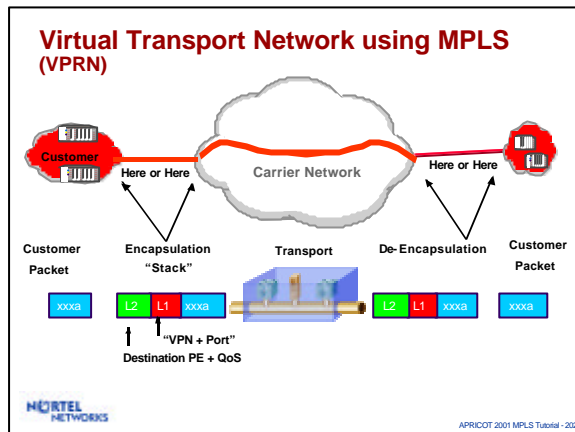 Virtual Transport Network using MPLS
(VPRN)
Customer
Here or Here
Carrier Network
Here or Here
Customer
Packet
Encapsulation
“Stack”
Transport
De-Encapsulation
Customer
Packet
xxxa
L2 L1 xxxa
L2 L1 xxxa
xxxa
“VPN + Port”
Destination PE + QoS
NORTEL
NETWORKS
APRICOT 2001 MPLS Tutorial - 202